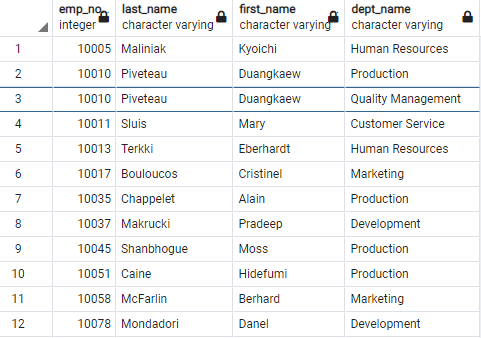 emp_no last_name first_name dept_name
integer character varying character varying character varying
1 10005 Maliniak Kyoichi Human Resources
2 10010 Piveteau Duangkaew Production
3 10010 Piveteau Duangkaew Quality Management
4 10011 Sluis Mary Customer Service
5 10013 Terkki Eberhardt Human Resources
6 10017 Bouloucos Cristinel Marketing
7 10035 Chappelet Alain Production
8 10037 Makrucki Pradeep Development
9 10045 Shanbhogue Moss Production
10 10051 Caine Hidefumi Production
11 10058 McFarlin Berhard Marketing
12 10078 Mondadori Danel Development